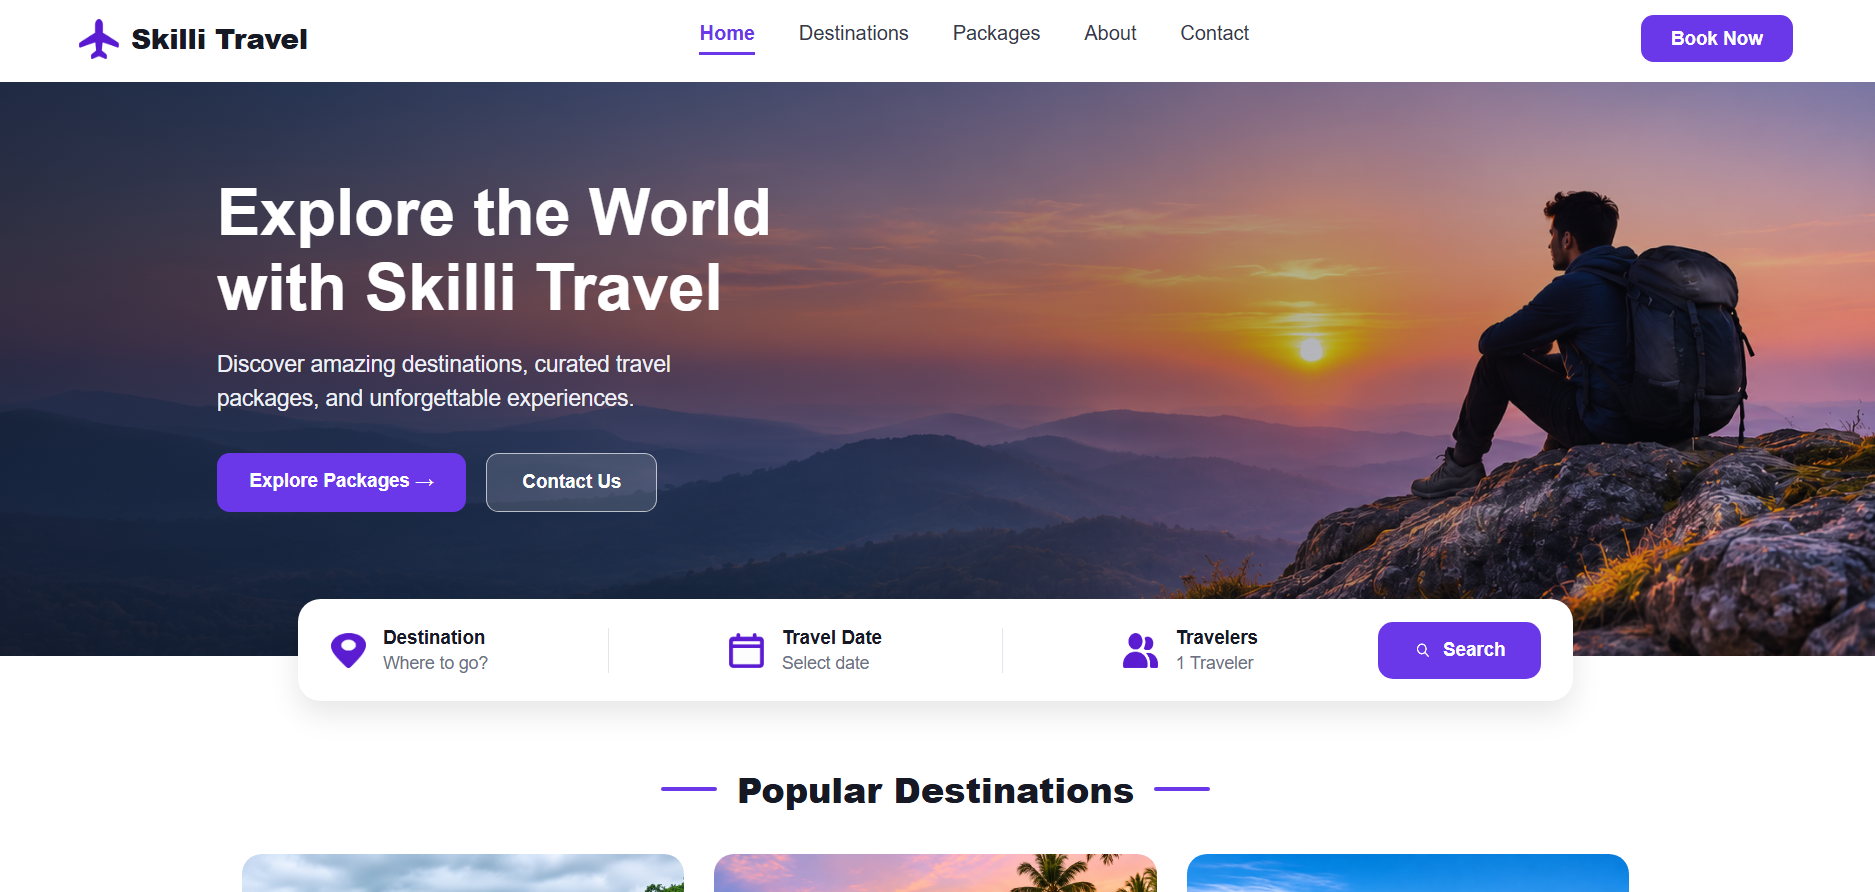 Skilli Travel
Home
Destinations
Packages
About
Contact
Book Now
Explore the World
with Skilli Travel
Discover amazing destinations, curated travel
packages, and unforgettable experiences.
Explore Packages →
Contact Us
Destination
Where to go?
Travel Date
Select date
Travelers
1 Traveler
Search
Popular Destinations